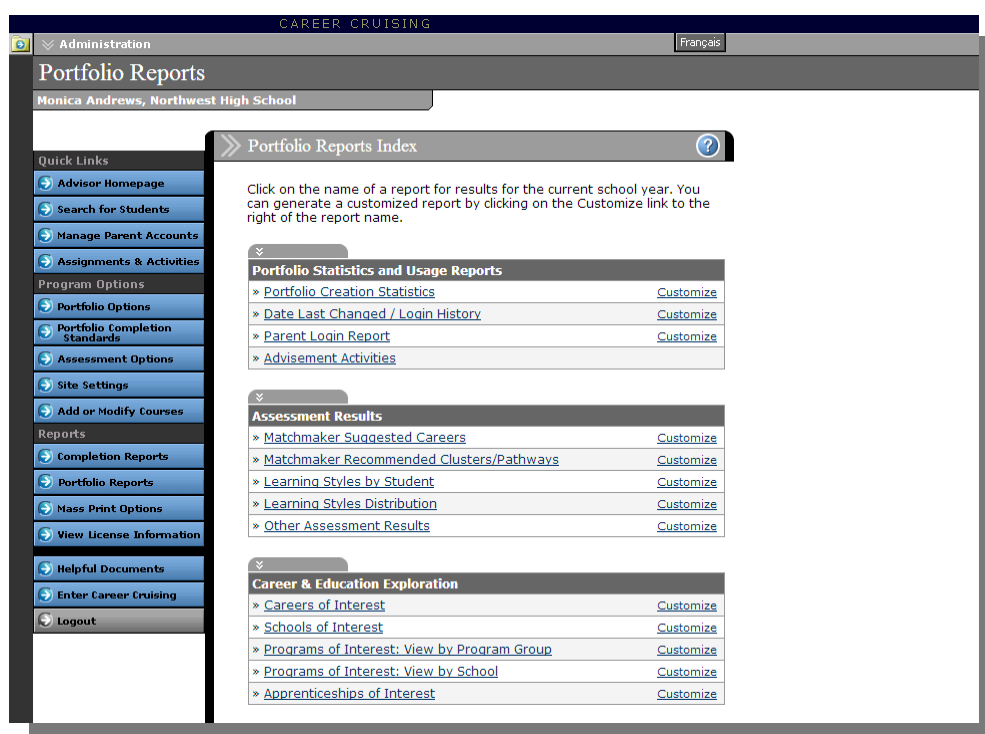 CAREER CRUISING
Administration
Français
Portfolio Reports
Monica Andrews, Northwest High School
Quick Links
Advisor Homepage
Search for Students
Manage Parent Accounts
Assignments & Activities
Program Options
Portfolio Options
Portfolio Completion
Standards
Assessment Options
Site Settings
Add or Modify Courses
Reports
Completion Reports
Portfolio Reports
Mass Print Options
View License Information
Helpful Documents
Enter Career Cruising
Logout
Portfolio Reports Index
?
Click on the name of a report for results for the current school year. You
can generate a customized report by clicking on the Customize link to the
right of the report name.
Portfolio Statistics and Usage Reports
» Portfolio Creation Statistics Customize
» Date Last Changed / Login History Customize
» Parent Login Report Customize
» Advisement Activities
Assessment Results
» Matchmaker Suggested Careers Customize
» Matchmaker Recommended Clusters/Pathways Customize
» Learning Styles by Student Customize
» Learning Styles Distribution Customize
» Other Assessment Results Customize
Career & Education Exploration
» Careers of Interest Customize
» Schools of Interest Customize
» Programs of Interest: View by Program Group Customize
» Programs of Interest: View by School Customize
» Apprenticeships of Interest Customize